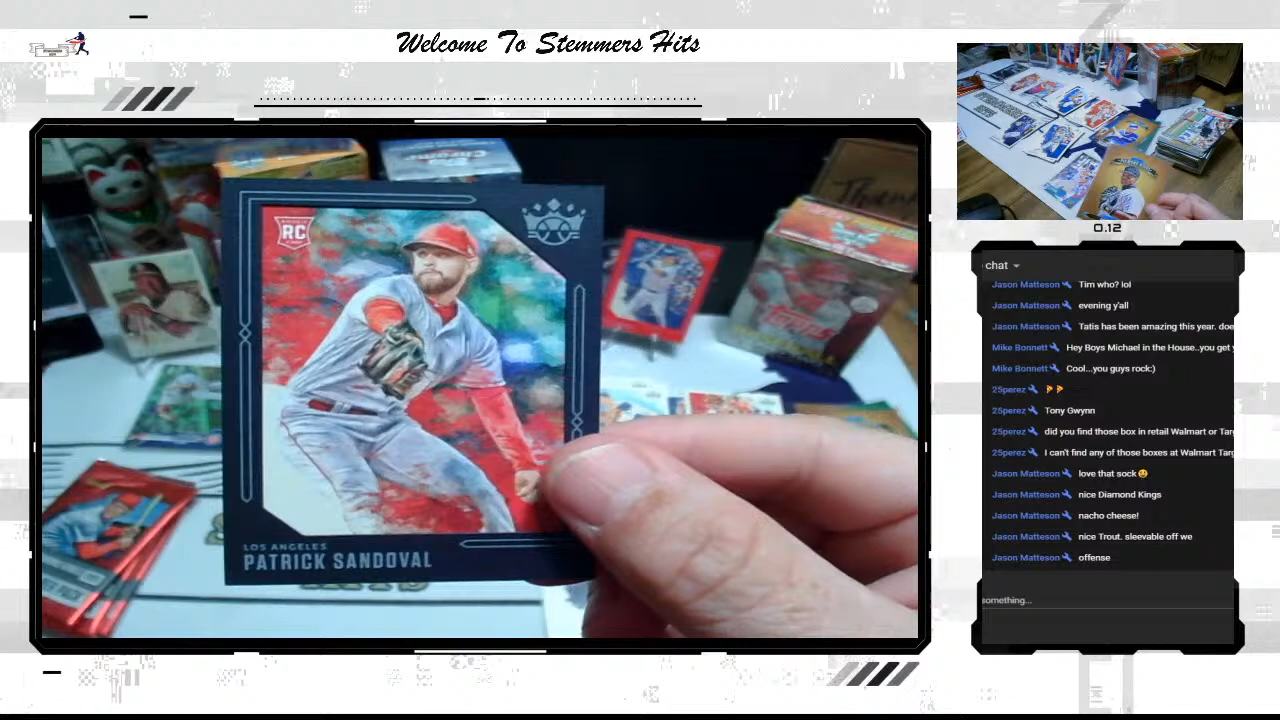 Welcome To Stemmers Hits
RC
LOS ANGELES
PATRICK SANDOVAL
0.12
chat
Jason Matteson Tim who? lol
Jason Matteson evening y'all
Jason Matteson Tatis has been amazing this year. doe
Mike Bonnett Hey Boys Michael in the House..you get
Mike Bonnett Cool...you guys rock:)
25perez
25perez Tony Gwynn
25perez did you find those box in retail Walmart or Targ
25perez I can't find any of those boxes at Walmart Targ
Jason Matteson love that sock
Jason Matteson nice Diamond Kings
Jason Matteson nacho cheese!
Jason Matteson nice Trout. sleevable off we
Jason Matteson offense
something...